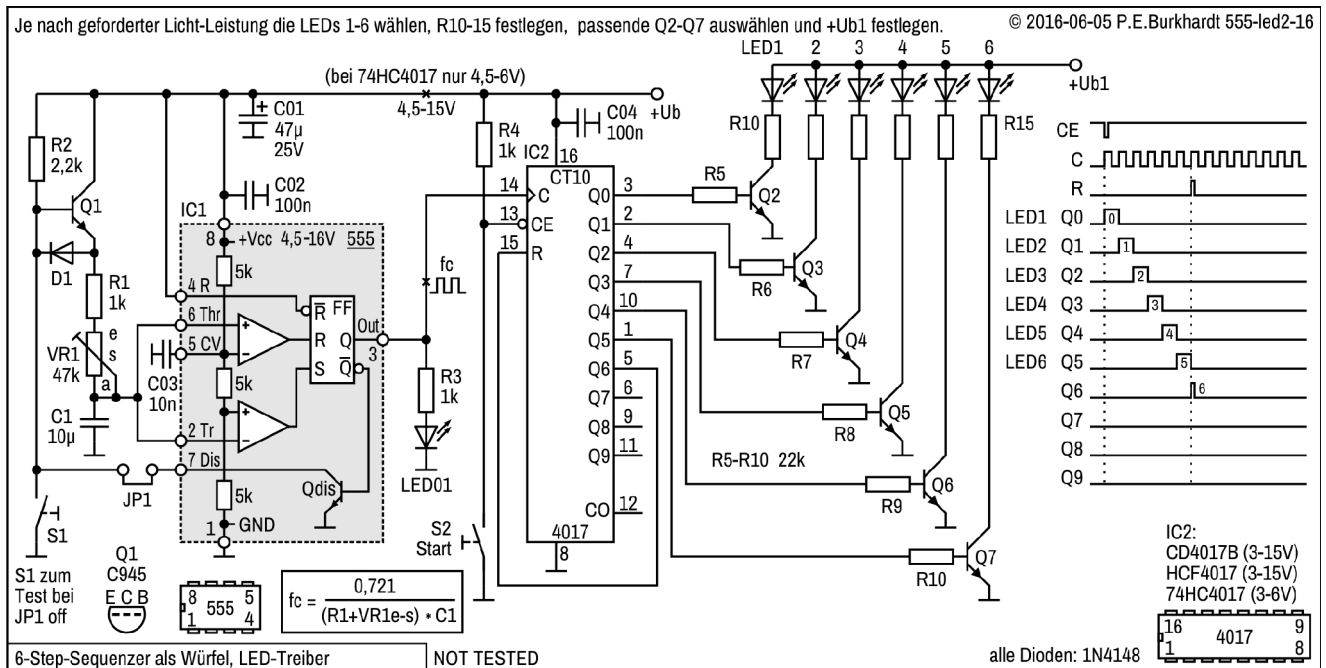 Je nach geforderter Licht-Leistung die LEDs 1-6 wählen, R10-15 festlegen, passende Q2-Q7 auswählen und +Ub1 festlegen.
© 2016-06-05 P.E.Burkhardt 555-led2-16
LED1 2 3 4 5 6
+Ub1
(bei 74HC4017 nur 4,5-6V)
4,5-15V
+Ub
R2
2,2k
C01
47µ
25V
+
C02
100n
R4
1k
C04
100n
R10
R15
Q1
D1
R1
1k
VR1
47k
e
s
a
C1
10µ
C03
10n
IC1
8
+Vcc 4,5-16V 555
5k
4 R
6 Thr
5 CV
5k
2 Tr
7 Dis
5k
1
GND
+
–
+
–
R FF
R Q
S Q
Out
3
Qdis
JP1
S1
S1 zum
Test bei
JP1 off
fc
R3
1k
LED01
S2
Start
IC2
16
CT10
14 C
13 CE
15 R
Q0 3
Q1 2
Q2 4
Q3 7
Q4 10
Q5 1
Q6 5
Q7 6
Q8 9
Q9 11
CO 12
4017
8
R5
Q2
R6
Q3
R7
Q4
R8
Q5
R9
Q6
R10
Q7
R5-R10 22k
CE
C
R
LED1 Q0 0
LED2 Q1 1
LED3 Q2 2
LED4 Q3 3
LED5 Q4 4
LED6 Q5 5
Q6 6
Q7
Q8
Q9
Q1
C945
E C B
8 5
555
1 4
fc = 0,721
(R1+VR1e-s) • C1
IC2:
CD4017B (3-15V)
HCF4017 (3-15V)
74HC4017 (3-6V)
16 9
4017
1 8
alle Dioden: 1N4148
6-Step-Sequenzer als Würfel, LED-Treiber
NOT TESTED